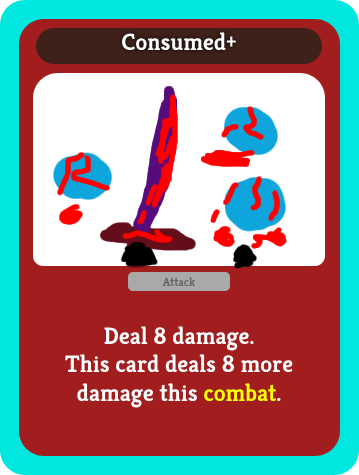 Consumed+
Attack
Deal 8 damage.
This card deals 8 more
damage this combat.